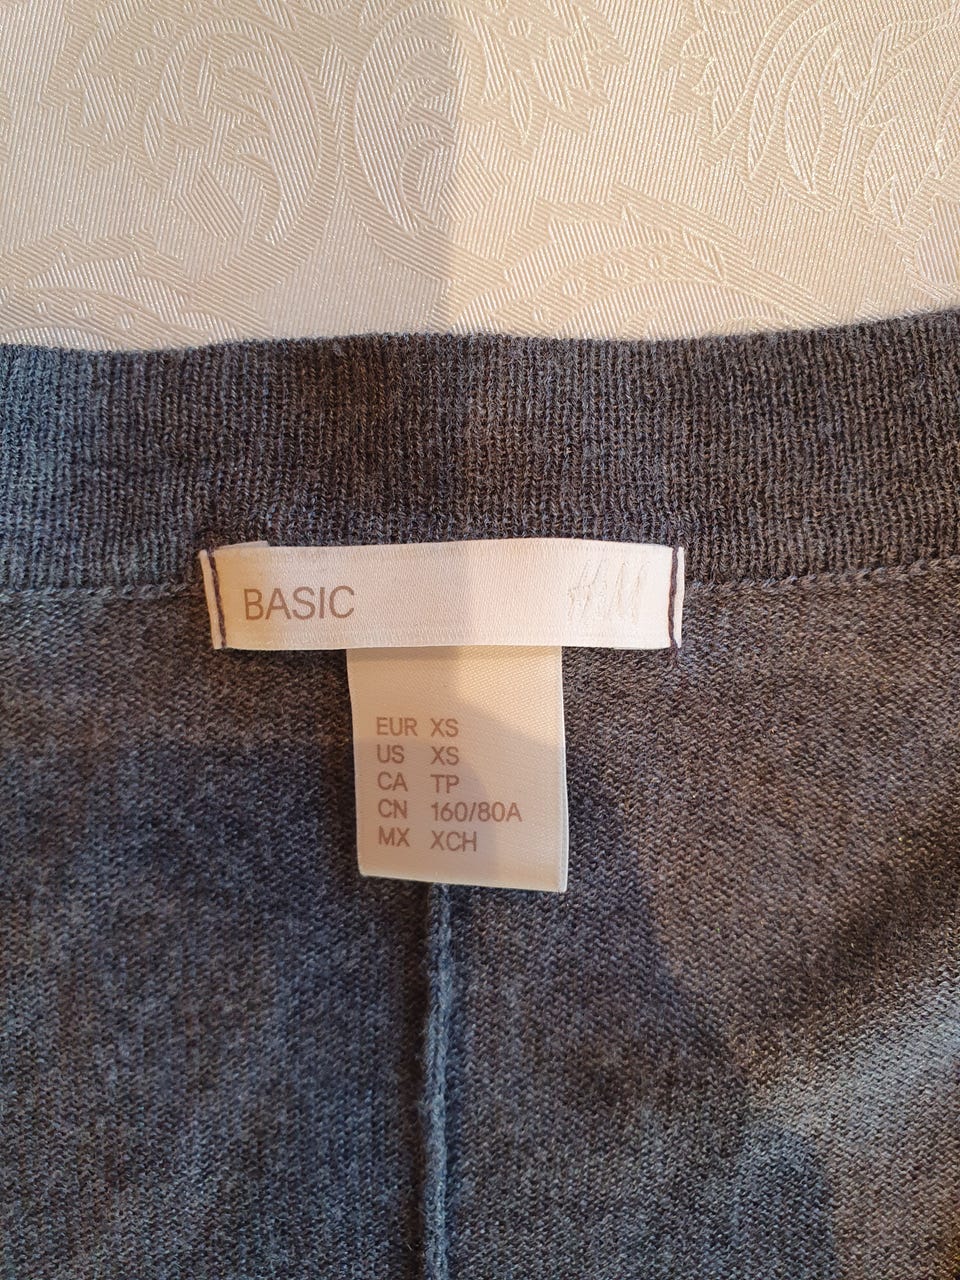 BASIC H&M
EUR XS
US XS
CA TP
CN 160/80A
MX XCH